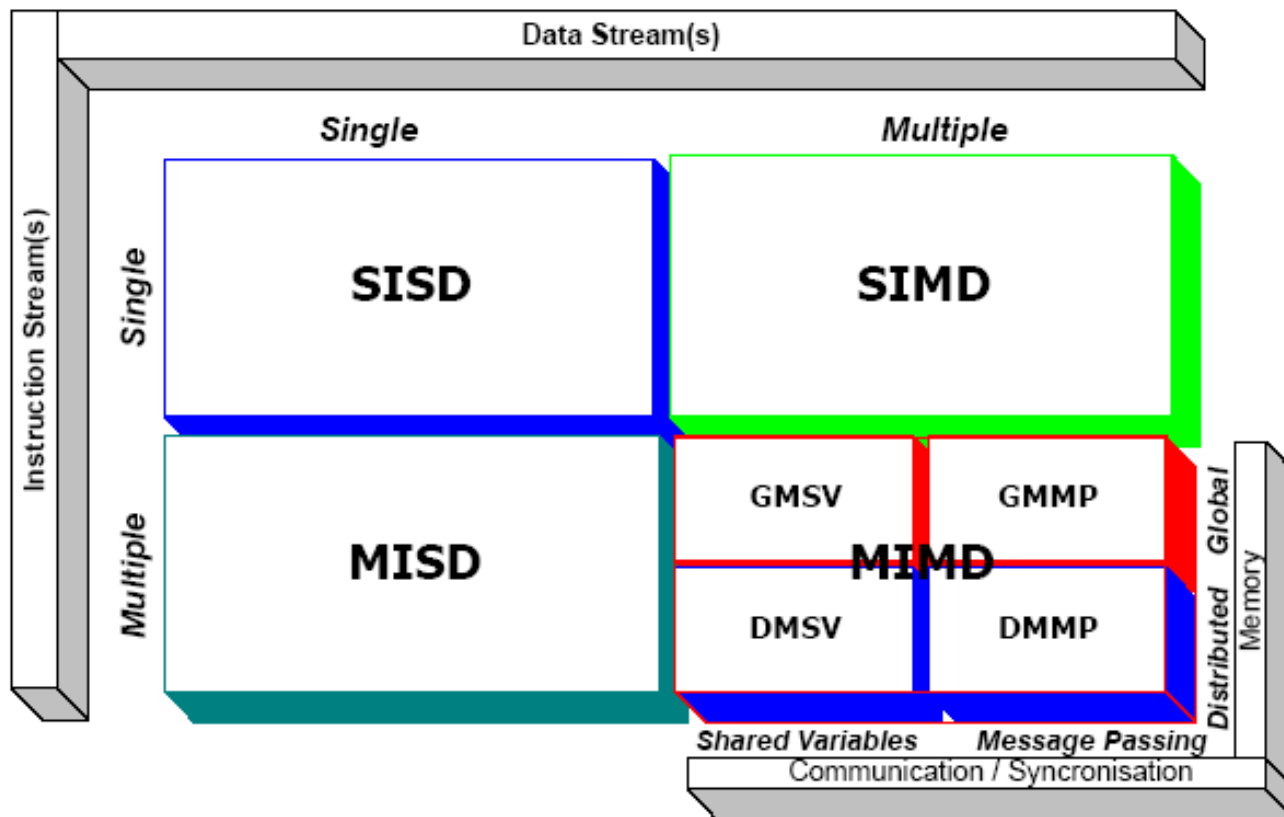 Data Stream(s)
Single
Multiple
Instruction Stream(s)
Single
SISD
SIMD
Multiple
MISD
MIMD
GMSV
GMMP
DMSV
DMMP
Global
Distributed
Memory
Shared Variables
Message Passing
Communication / Syncronisation